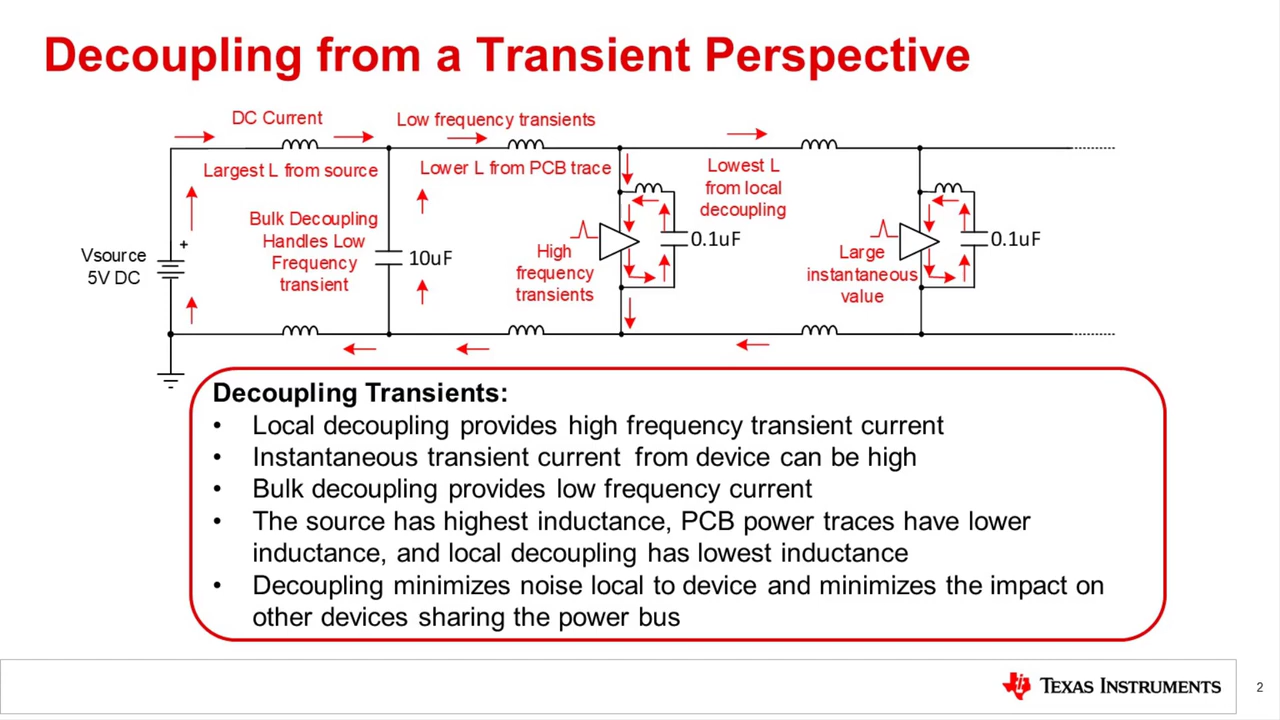 Decoupling from a Transient Perspective
DC Current
Low frequency transients
Largest L from source
Lower L from PCB trace
Lowest L
from local
decoupling
Bulk Decoupling
Handles Low
Frequency
transient
+
Vsource
5V DC
10uF
High
frequency
transients
0.1uF
Large
instantaneous
value
0.1uF
Decoupling Transients:
• Local decoupling provides high frequency transient current
• Instantaneous transient current from device can be high
• Bulk decoupling provides low frequency current
• The source has highest inductance, PCB power traces have lower
inductance, and local decoupling has lowest inductance
• Decoupling minimizes noise local to device and minimizes the impact on
other devices sharing the power bus
TEXAS INSTRUMENTS
2